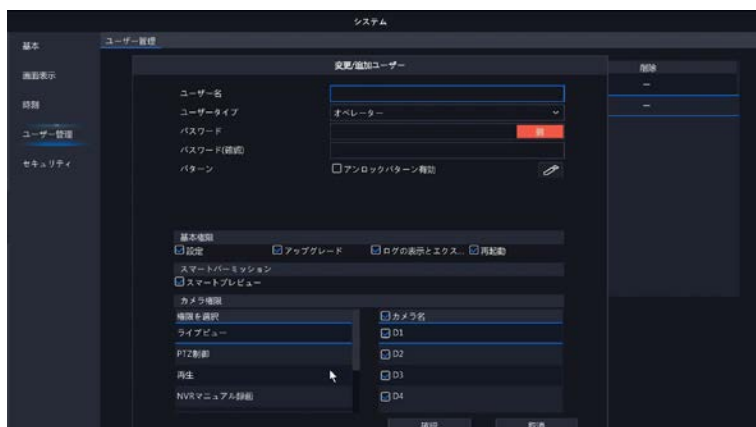 システム
基本
ユーザー管理
画面表示
時刻
ユーザー管理
セキュリティ
変更/追加ユーザー
削除
ユーザー名
ユーザータイプ オペレーター
パスワード 弱
パスワード(確認)
パターン アンロックパターン有効
基本権限
設定 アップグレード ログの表示とエクス... 再起動
スマートパーミッション
スマートプレビュー
カメラ権限
権限を選択 カメラ名
ライブビュー D1
PTZ制御 D2
再生 D3
NVRマニュアル録画 D4